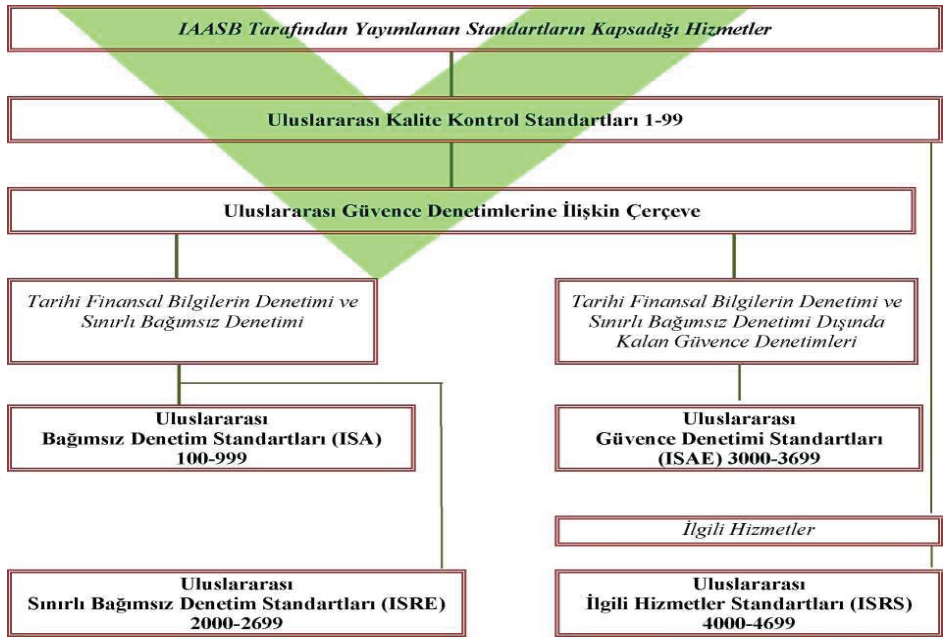 IAASB Tarafından Yayımlanan Standartların Kapsadığı Hizmetler
Uluslararası Kalite Kontrol Standartları 1-99
Uluslararası Güvence Denetimlerine İlişkin Çerçeve
Tarihi Finansal Bilgilerin Denetimi ve
Sınırlı Bağımsız Denetimi
Tarihi Finansal Bilgilerin Denetimi ve
Sınırlı Bağımsız Denetimi Dışında
Kalan Güvence Denetimleri
Uluslararası
Bağımsız Denetim Standartları (ISA)
100-999
Uluslararası
Güvence Denetimi Standartları
(ISAE) 3000-3699
İlgili Hizmetler
Uluslararası
Sınırlı Bağımsız Denetim Standartları (ISRE)
2000-2699
Uluslararası
İlgili Hizmetler Standartları (ISRS)
4000-4699